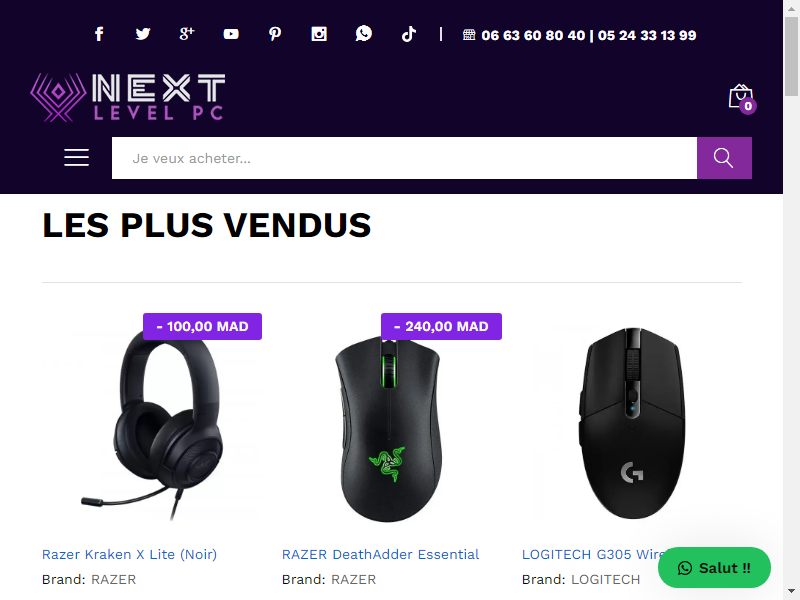 | 06 63 60 80 40 | 05 24 33 13 99
NEXT
LEVEL PC
0
Je veux acheter...
LES PLUS VENDUS
- 100,00 MAD
- 240,00 MAD
Razer Kraken X Lite (Noir)
RAZER DeathAdder Essential
LOGITECH G305 Wire
Brand: RAZER
Brand: RAZER
Brand: LOGITECH
Salut !!